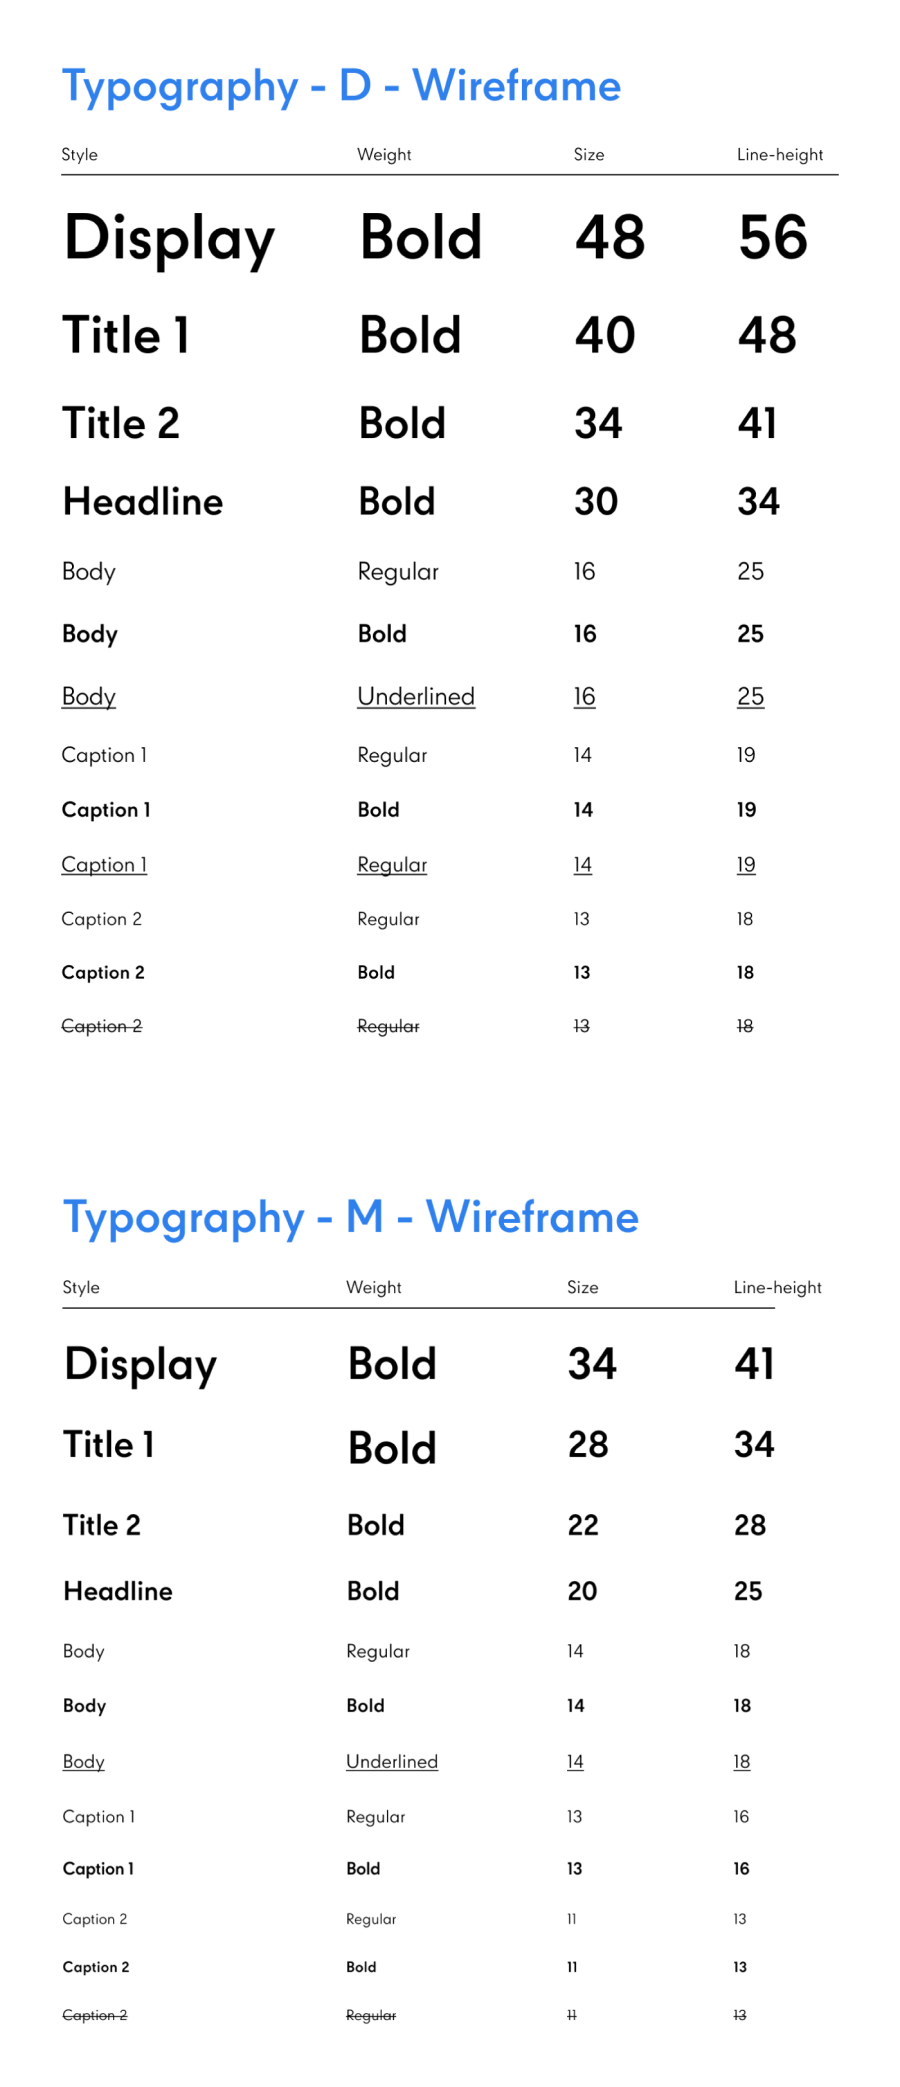 Typography - D - Wireframe
Style Weight Size Line-height
Display Bold 48 56
Title 1 Bold 40 48
Title 2 Bold 34 41
Headline Bold 30 34
Body Regular 16 25
Body Bold 16 25
Body Underlined 16 25
Caption 1 Regular 14 19
Caption 1 Bold 14 19
Caption 1 Regular 14 19
Caption 2 Regular 13 18
Caption 2 Bold 13 18
Caption 2 Regular 13 18
Typography - M - Wireframe
Style Weight Size Line-height
Display Bold 34 41
Title 1 Bold 28 34
Title 2 Bold 22 28
Headline Bold 20 25
Body Regular 14 18
Body Bold 14 18
Body Underlined 14 18
Caption 1 Regular 13 16
Caption 1 Bold 13 16
Caption 2 Regular 11 13
Caption 2 Bold 11 13
Caption 2 Regular 11 13